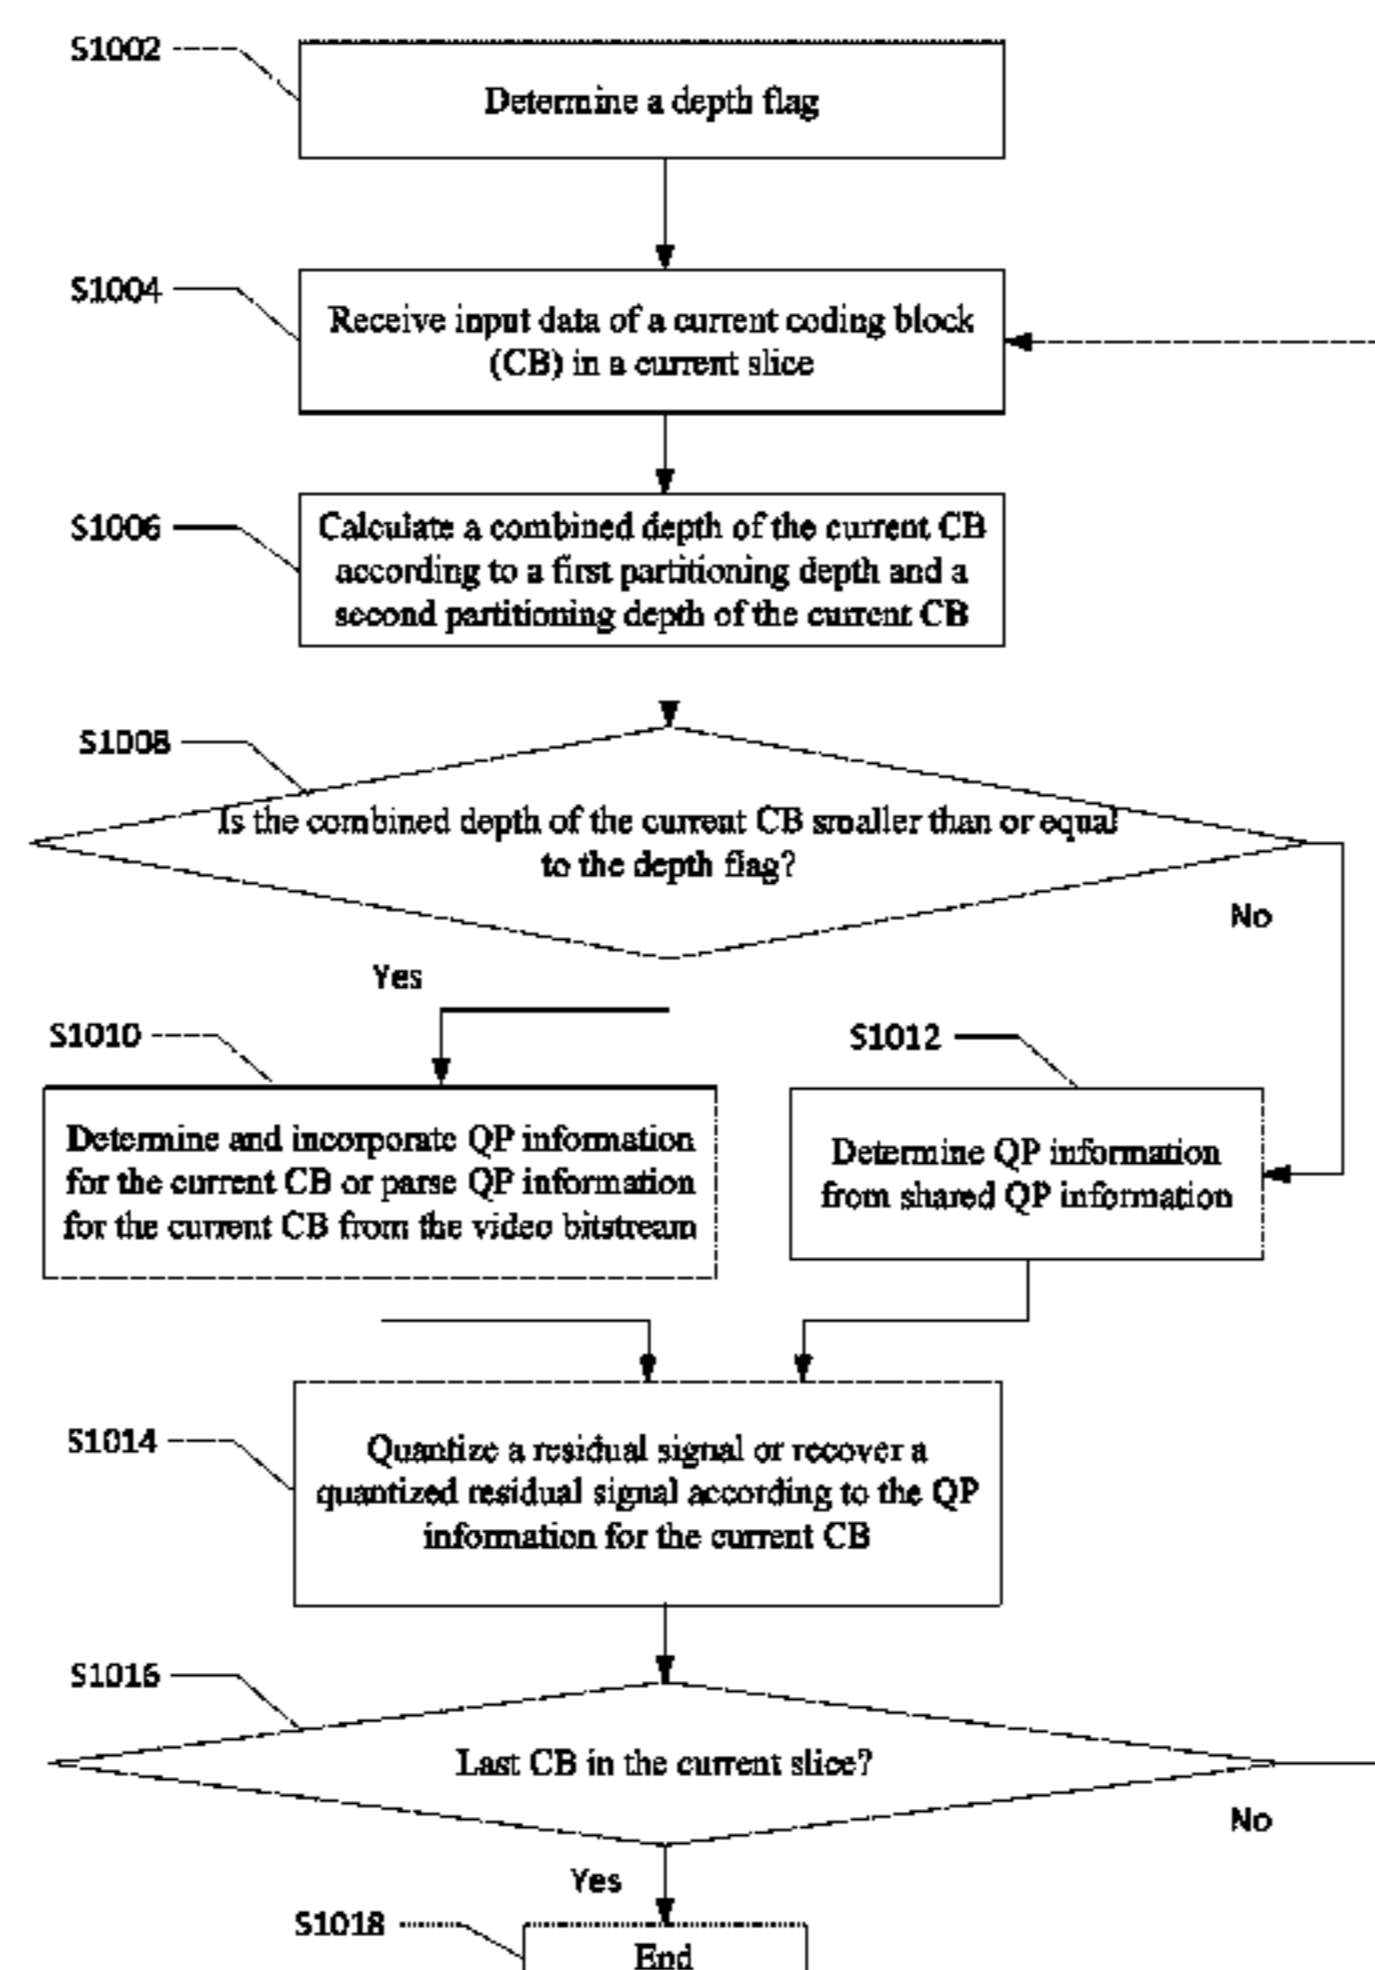 S1002
Determine a depth flag
S1004
Receive input data of a current coding block
(CB) in a current slice
S1006
Calculate a combined depth of the current CB
according to a first partitioning depth and a
second partitioning depth of the current CB
S1008
Is the combined depth of the current CB smaller than or equal
to the depth flag?
No
Yes
S1010
S1012
Determine and incorporate QP information
for the current CB or parse QP information
for the current CB from the video bitstream
Determine QP information
from shared QP information
S1014
Quantize a residual signal or recover a
quantized residual signal according to the QP
information for the current CB
S1016
Last CB in the current slice?
No
Yes
S1018
End